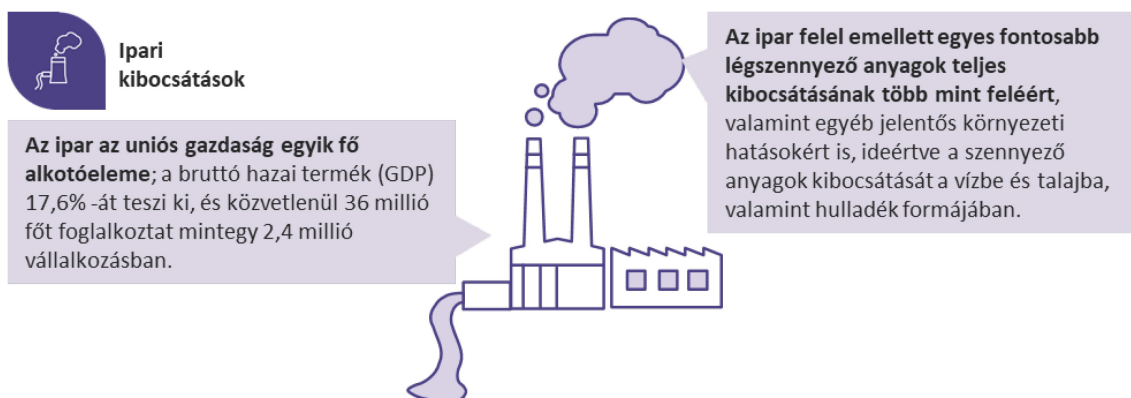 Ipari
kibocsátások
Az ipar az uniós gazdaság egyik fő
alkotóeleme; a bruttó hazai termék (GDP)
17,6% -át teszi ki, és közvetlenül 36 millió
főt foglalkoztat mintegy 2,4 millió
vállalkozásban.
Az ipar felel emellett egyes fontosabb
légszennyező anyagok teljes
kibocsátásának több mint feléért,
valamint egyéb jelentős környezeti
hatásokért is, ideértve a szennyező
anyagok kibocsátását a vízbe és talajba,
valamint hulladék formájában.